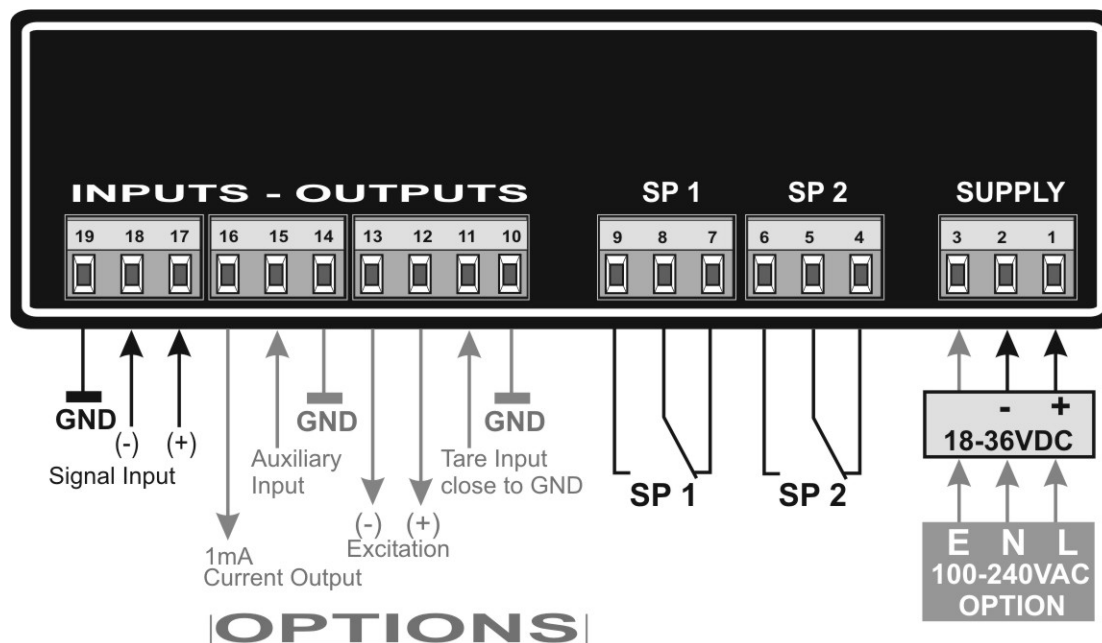 INPUTS - OUTPUTS
SP 1
SP 2
SUPPLY
19 18 17 16 15 14 13 12 11 10 9 8 7 6 5 4 3 2 1
GND
(-)
(+)
Signal Input
1mA
Current Output
Auxiliary
Input
GND
(-)
(+)
Excitation
Tare Input
close to GND
GND
SP 1
SP 2
- +
18-36VDC
E N L
100-240VAC
OPTION
OPTIONS